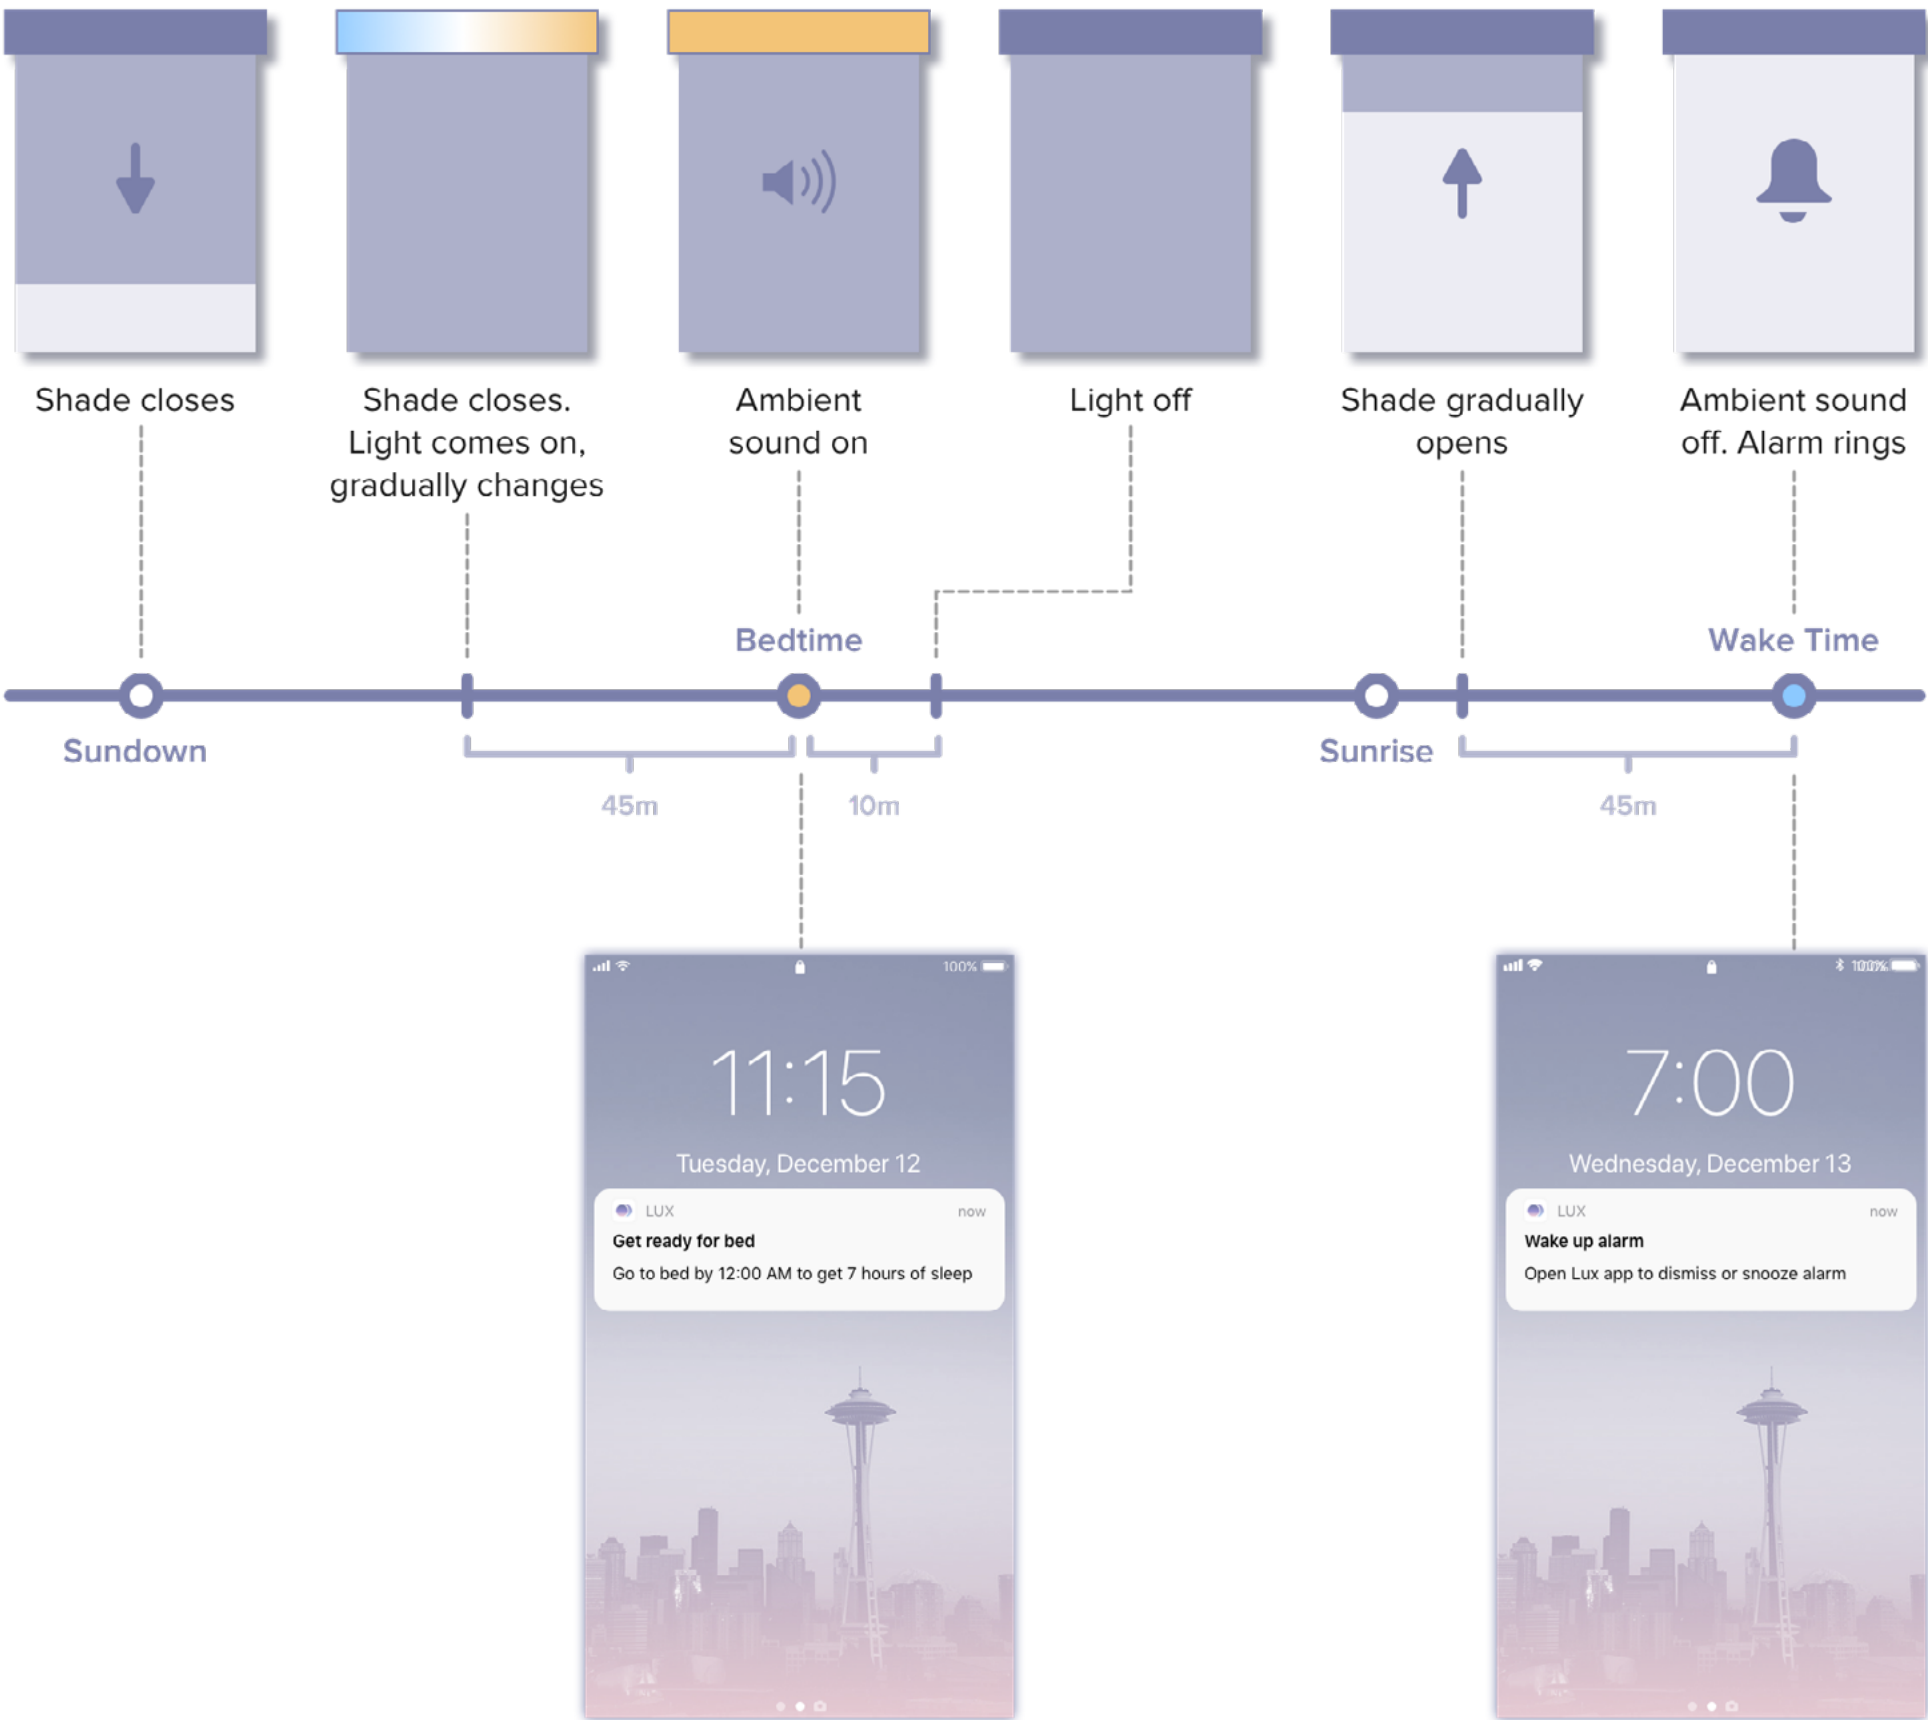 Shade closes
Shade closes.
Light comes on,
gradually changes
Ambient
sound on
Light off
Shade gradually
opens
Ambient sound
off. Alarm rings
Bedtime
Wake Time
Sundown
Sunrise
45m
10m
45m
100%
11:15
Tuesday, December 12
LUX
now
Get ready for bed
Go to bed by 12:00 AM to get 7 hours of sleep
7:00
Wednesday, December 13
LUX
now
Wake up alarm
Open Lux app to dismiss or snooze alarm